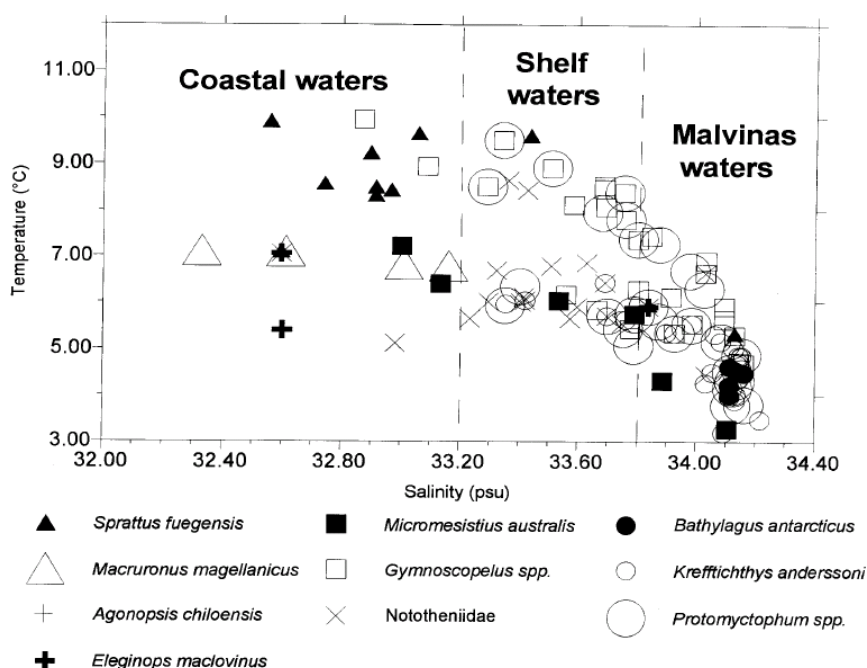 Coastal waters
Shelf
waters
Malvinas
waters
Temperature (°C)
11.00
9.00
7.00
5.00
3.00
32.00
32.40
32.80
33.20
33.60
34.00
34.40
Salinity (psu)
Sprattus fuegensis
Micromesistius australis
Bathylagus antarcticus
Macruronus magellanicus
Gymnoscopelus spp.
Krefftichthys anderssoni
Agonopsis chiloensis
Nototheniidae
Protomyctophum spp.
Eleginops maclovinus